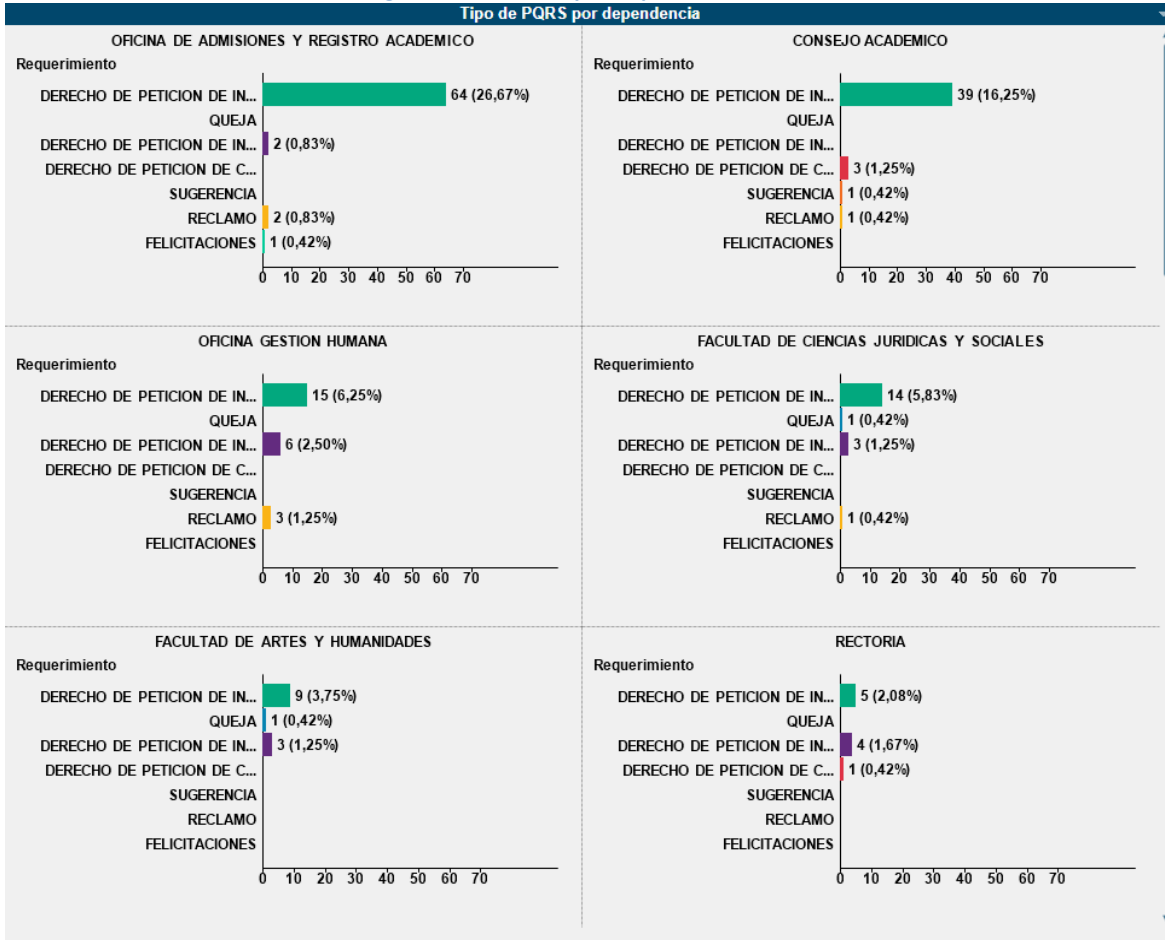 Tipo de PQRS por dependencia
OFICINA DE ADMISIONES Y REGISTRO ACADEMICO
Requerimiento
DERECHO DE PETICION DE IN... 64 (26,67%)
QUEJA
DERECHO DE PETICION DE IN... 2 (0,83%)
DERECHO DE PETICION DE C...
SUGERENCIA
RECLAMO 2 (0,83%)
FELICITACIONES 1 (0,42%)
0 10 20 30 40 50 60 70
CONSEJO ACADEMICO
Requerimiento
DERECHO DE PETICION DE IN... 39 (16,25%)
QUEJA
DERECHO DE PETICION DE IN...
DERECHO DE PETICION DE C... 3 (1,25%)
SUGERENCIA 1 (0,42%)
RECLAMO 1 (0,42%)
FELICITACIONES
0 10 20 30 40 50 60 70
OFICINA GESTION HUMANA
Requerimiento
DERECHO DE PETICION DE IN... 15 (6,25%)
QUEJA
DERECHO DE PETICION DE IN... 6 (2,50%)
DERECHO DE PETICION DE C...
SUGERENCIA
RECLAMO 3 (1,25%)
FELICITACIONES
0 10 20 30 40 50 60 70
FACULTAD DE CIENCIAS JURIDICAS Y SOCIALES
Requerimiento
DERECHO DE PETICION DE IN... 14 (5,83%)
QUEJA 1 (0,42%)
DERECHO DE PETICION DE IN... 3 (1,25%)
DERECHO DE PETICION DE C...
SUGERENCIA
RECLAMO 1 (0,42%)
FELICITACIONES
0 10 20 30 40 50 60 70
FACULTAD DE ARTES Y HUMANIDADES
Requerimiento
DERECHO DE PETICION DE IN... 9 (3,75%)
QUEJA 1 (0,42%)
DERECHO DE PETICION DE IN... 3 (1,25%)
DERECHO DE PETICION DE C...
SUGERENCIA
RECLAMO
FELICITACIONES
0 10 20 30 40 50 60 70
RECTORIA
Requerimiento
DERECHO DE PETICION DE IN... 5 (2,08%)
QUEJA
DERECHO DE PETICION DE IN... 4 (1,67%)
DERECHO DE PETICION DE C... 1 (0,42%)
SUGERENCIA
RECLAMO
FELICITACIONES
0 10 20 30 40 50 60 70